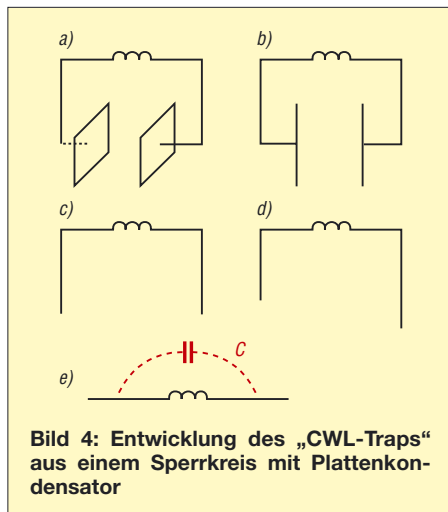 a)
b)
c)
d)
C
e)
Bild 4: Entwicklung des „CWL-Traps“
aus einem Sperrkreis mit Plattenkon-
densator